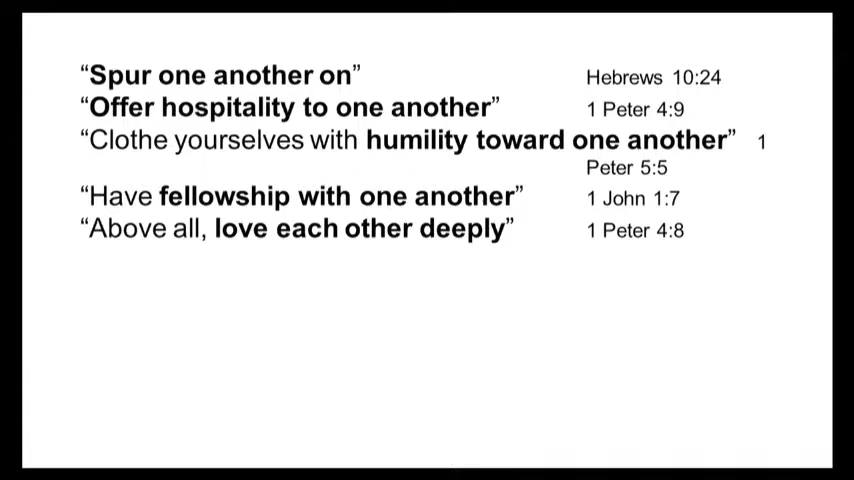 “Spur one another on” Hebrews 10:24
“Offer hospitality to one another” 1 Peter 4:9
“Clothe yourselves with humility toward one another” 1
Peter 5:5
“Have fellowship with one another” 1 John 1:7
“Above all, love each other deeply” 1 Peter 4:8